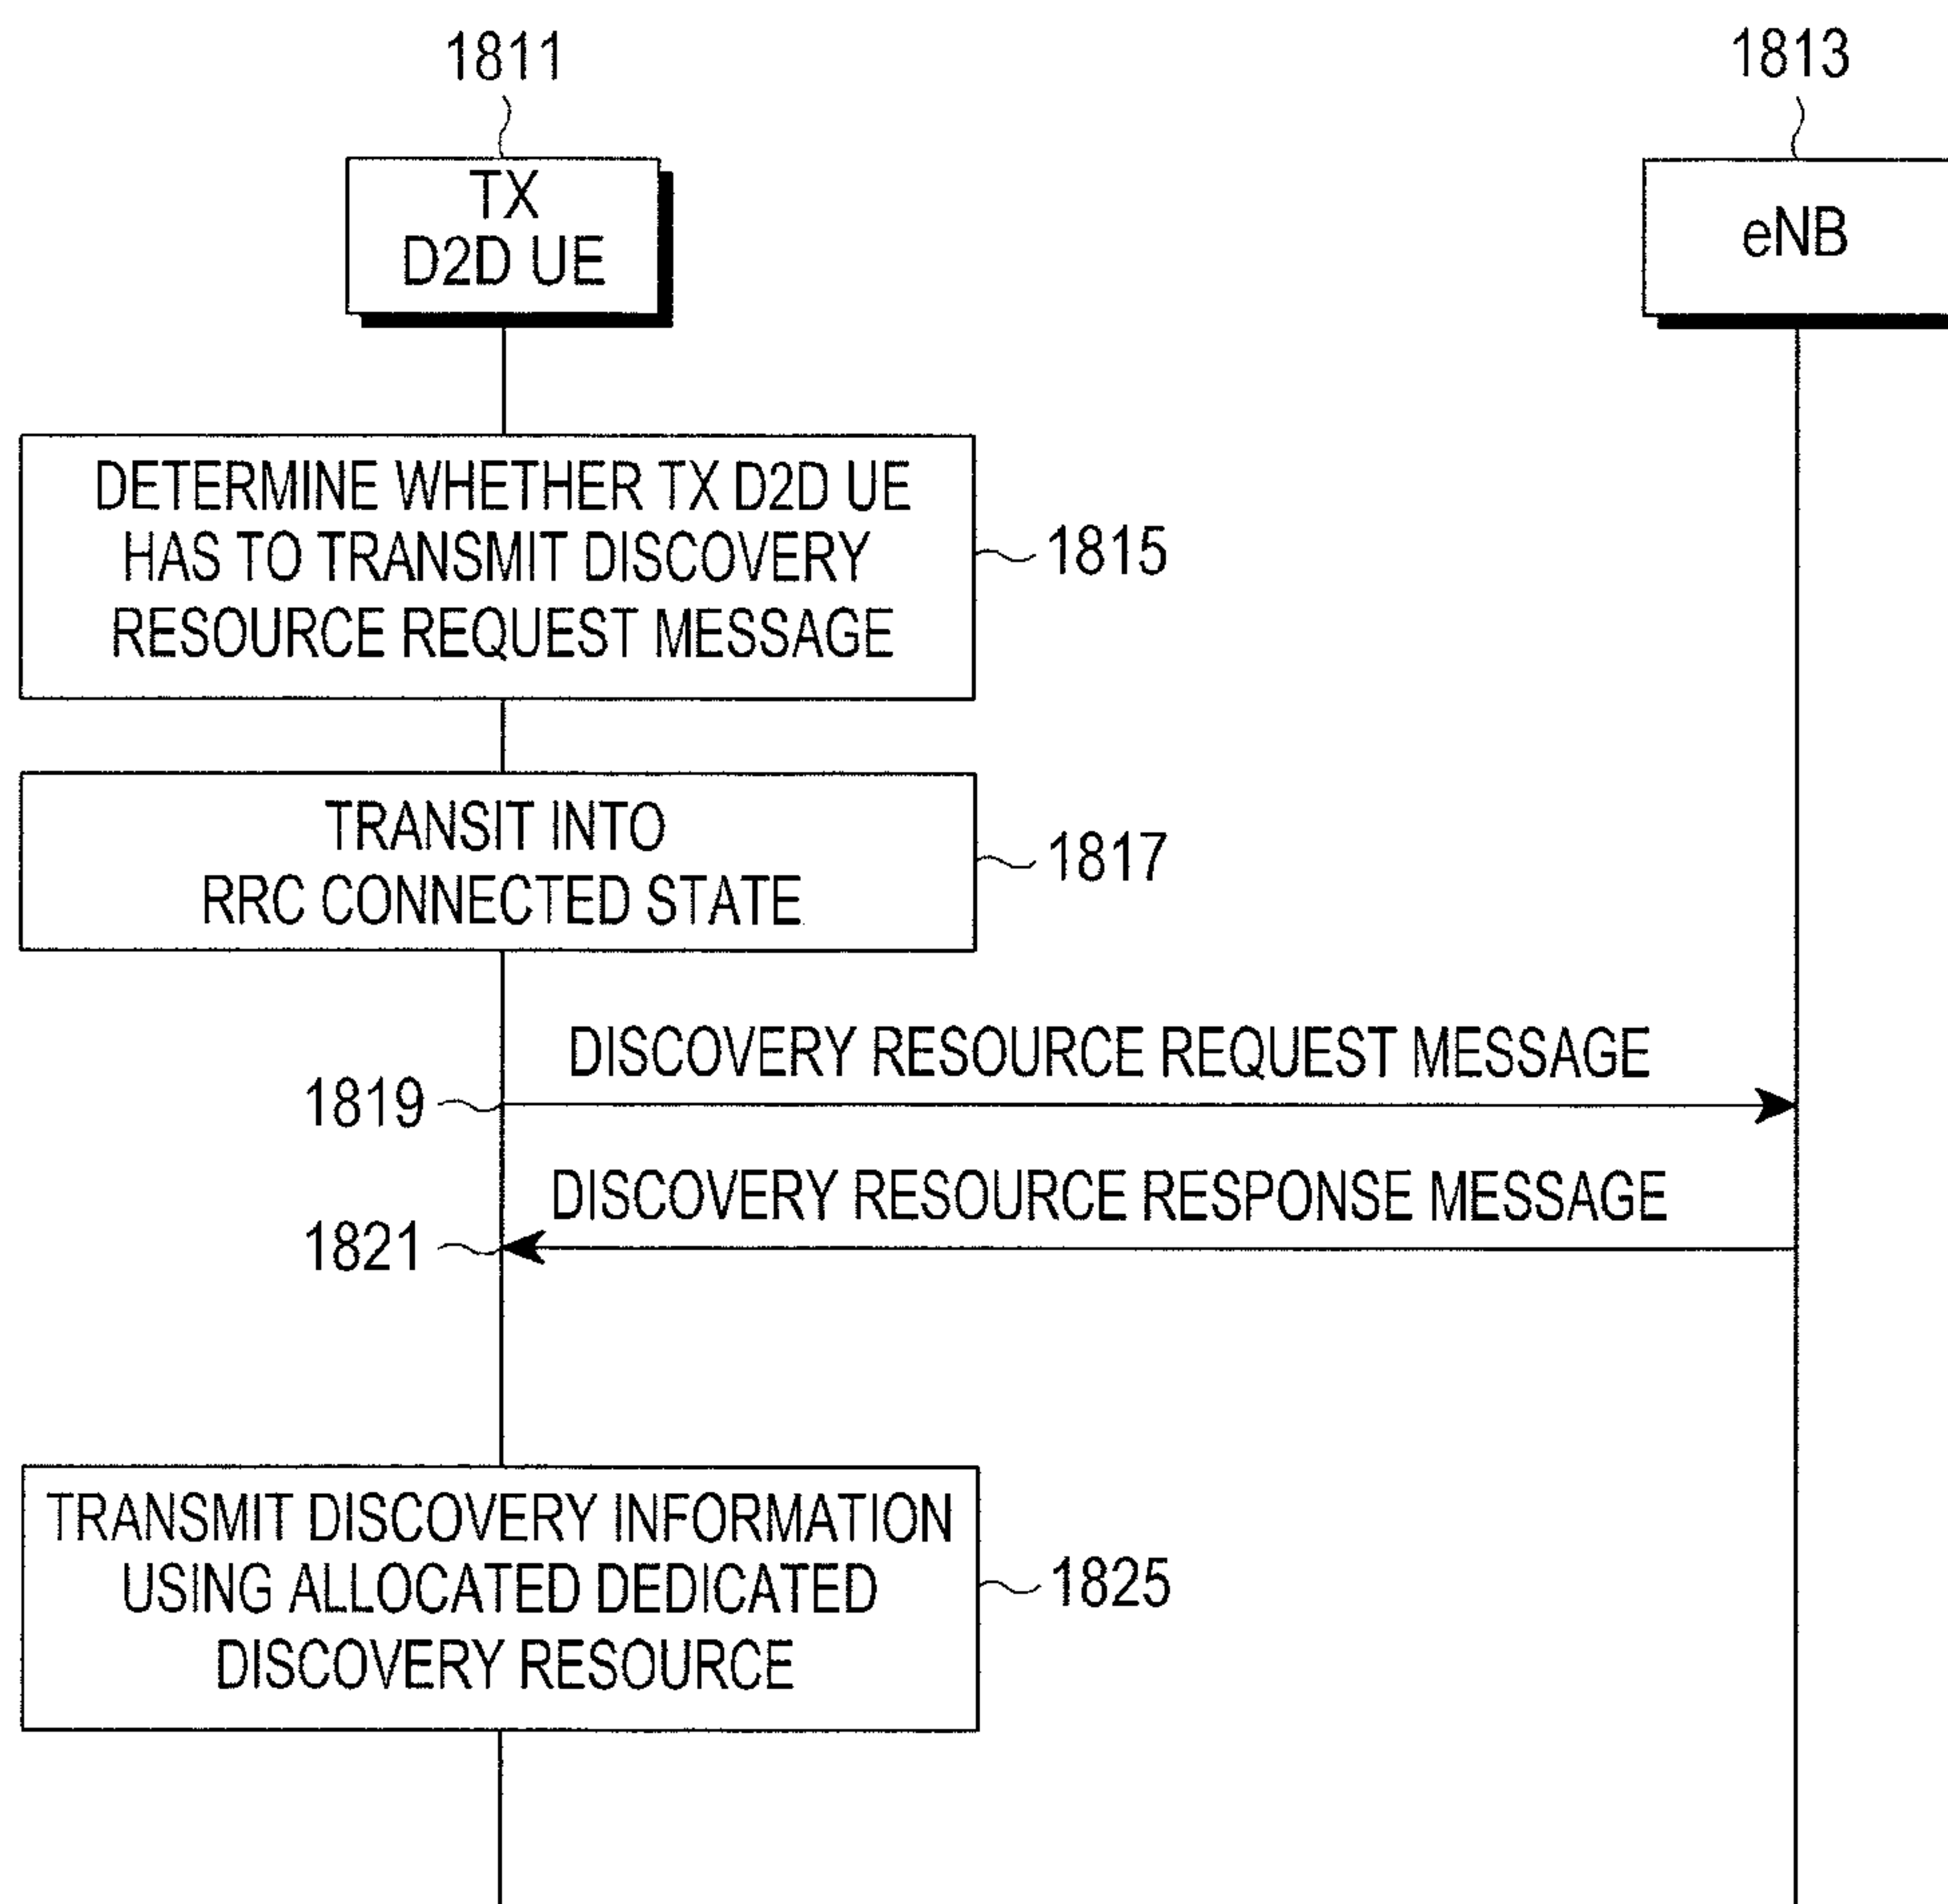 1811
1813
TX
D2D UE
eNB
DETERMINE WHETHER TX D2D UE
HAS TO TRANSMIT DISCOVERY
RESOURCE REQUEST MESSAGE
1815
TRANSIT INTO
RRC CONNECTED STATE
1817
DISCOVERY RESOURCE REQUEST MESSAGE
1819
DISCOVERY RESOURCE RESPONSE MESSAGE
1821
TRANSMIT DISCOVERY INFORMATION
USING ALLOCATED DEDICATED
DISCOVERY RESOURCE
1825